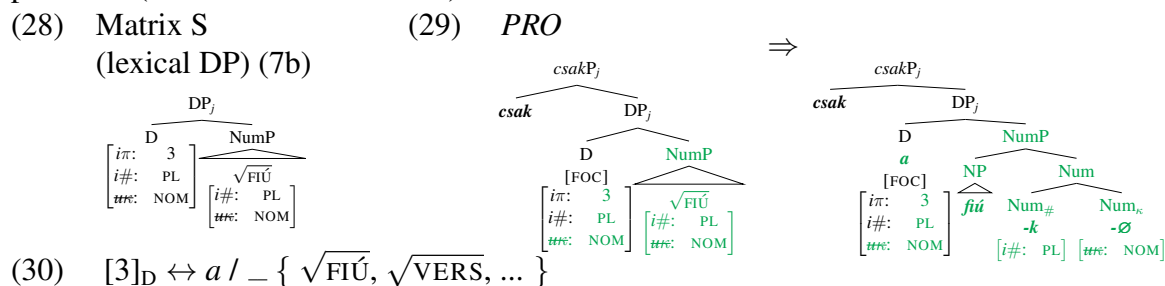 (28) Matrix S (29) PRO ⇒
(lexical DP) (7b)
csakP_j csakP_j
DP_j csak DP_j csak DP_j
D NumP D NumP D NumP
[iπ: 3 [FOC] a NP Num
i#: PL √FIÚ [iπ: 3 √FIÚ [FOC] fiú Num_# Num_κ
uκ: NOM] [i#: PL i#: PL [i#: PL [iπ: 3 -k -∅
uκ: NOM] uκ: NOM] uκ: NOM] i#: PL [i#: PL] [uκ: NOM]
uκ: NOM]
(30) [3]_D ↔ a / _ { √FIÚ, √VERS, ... }